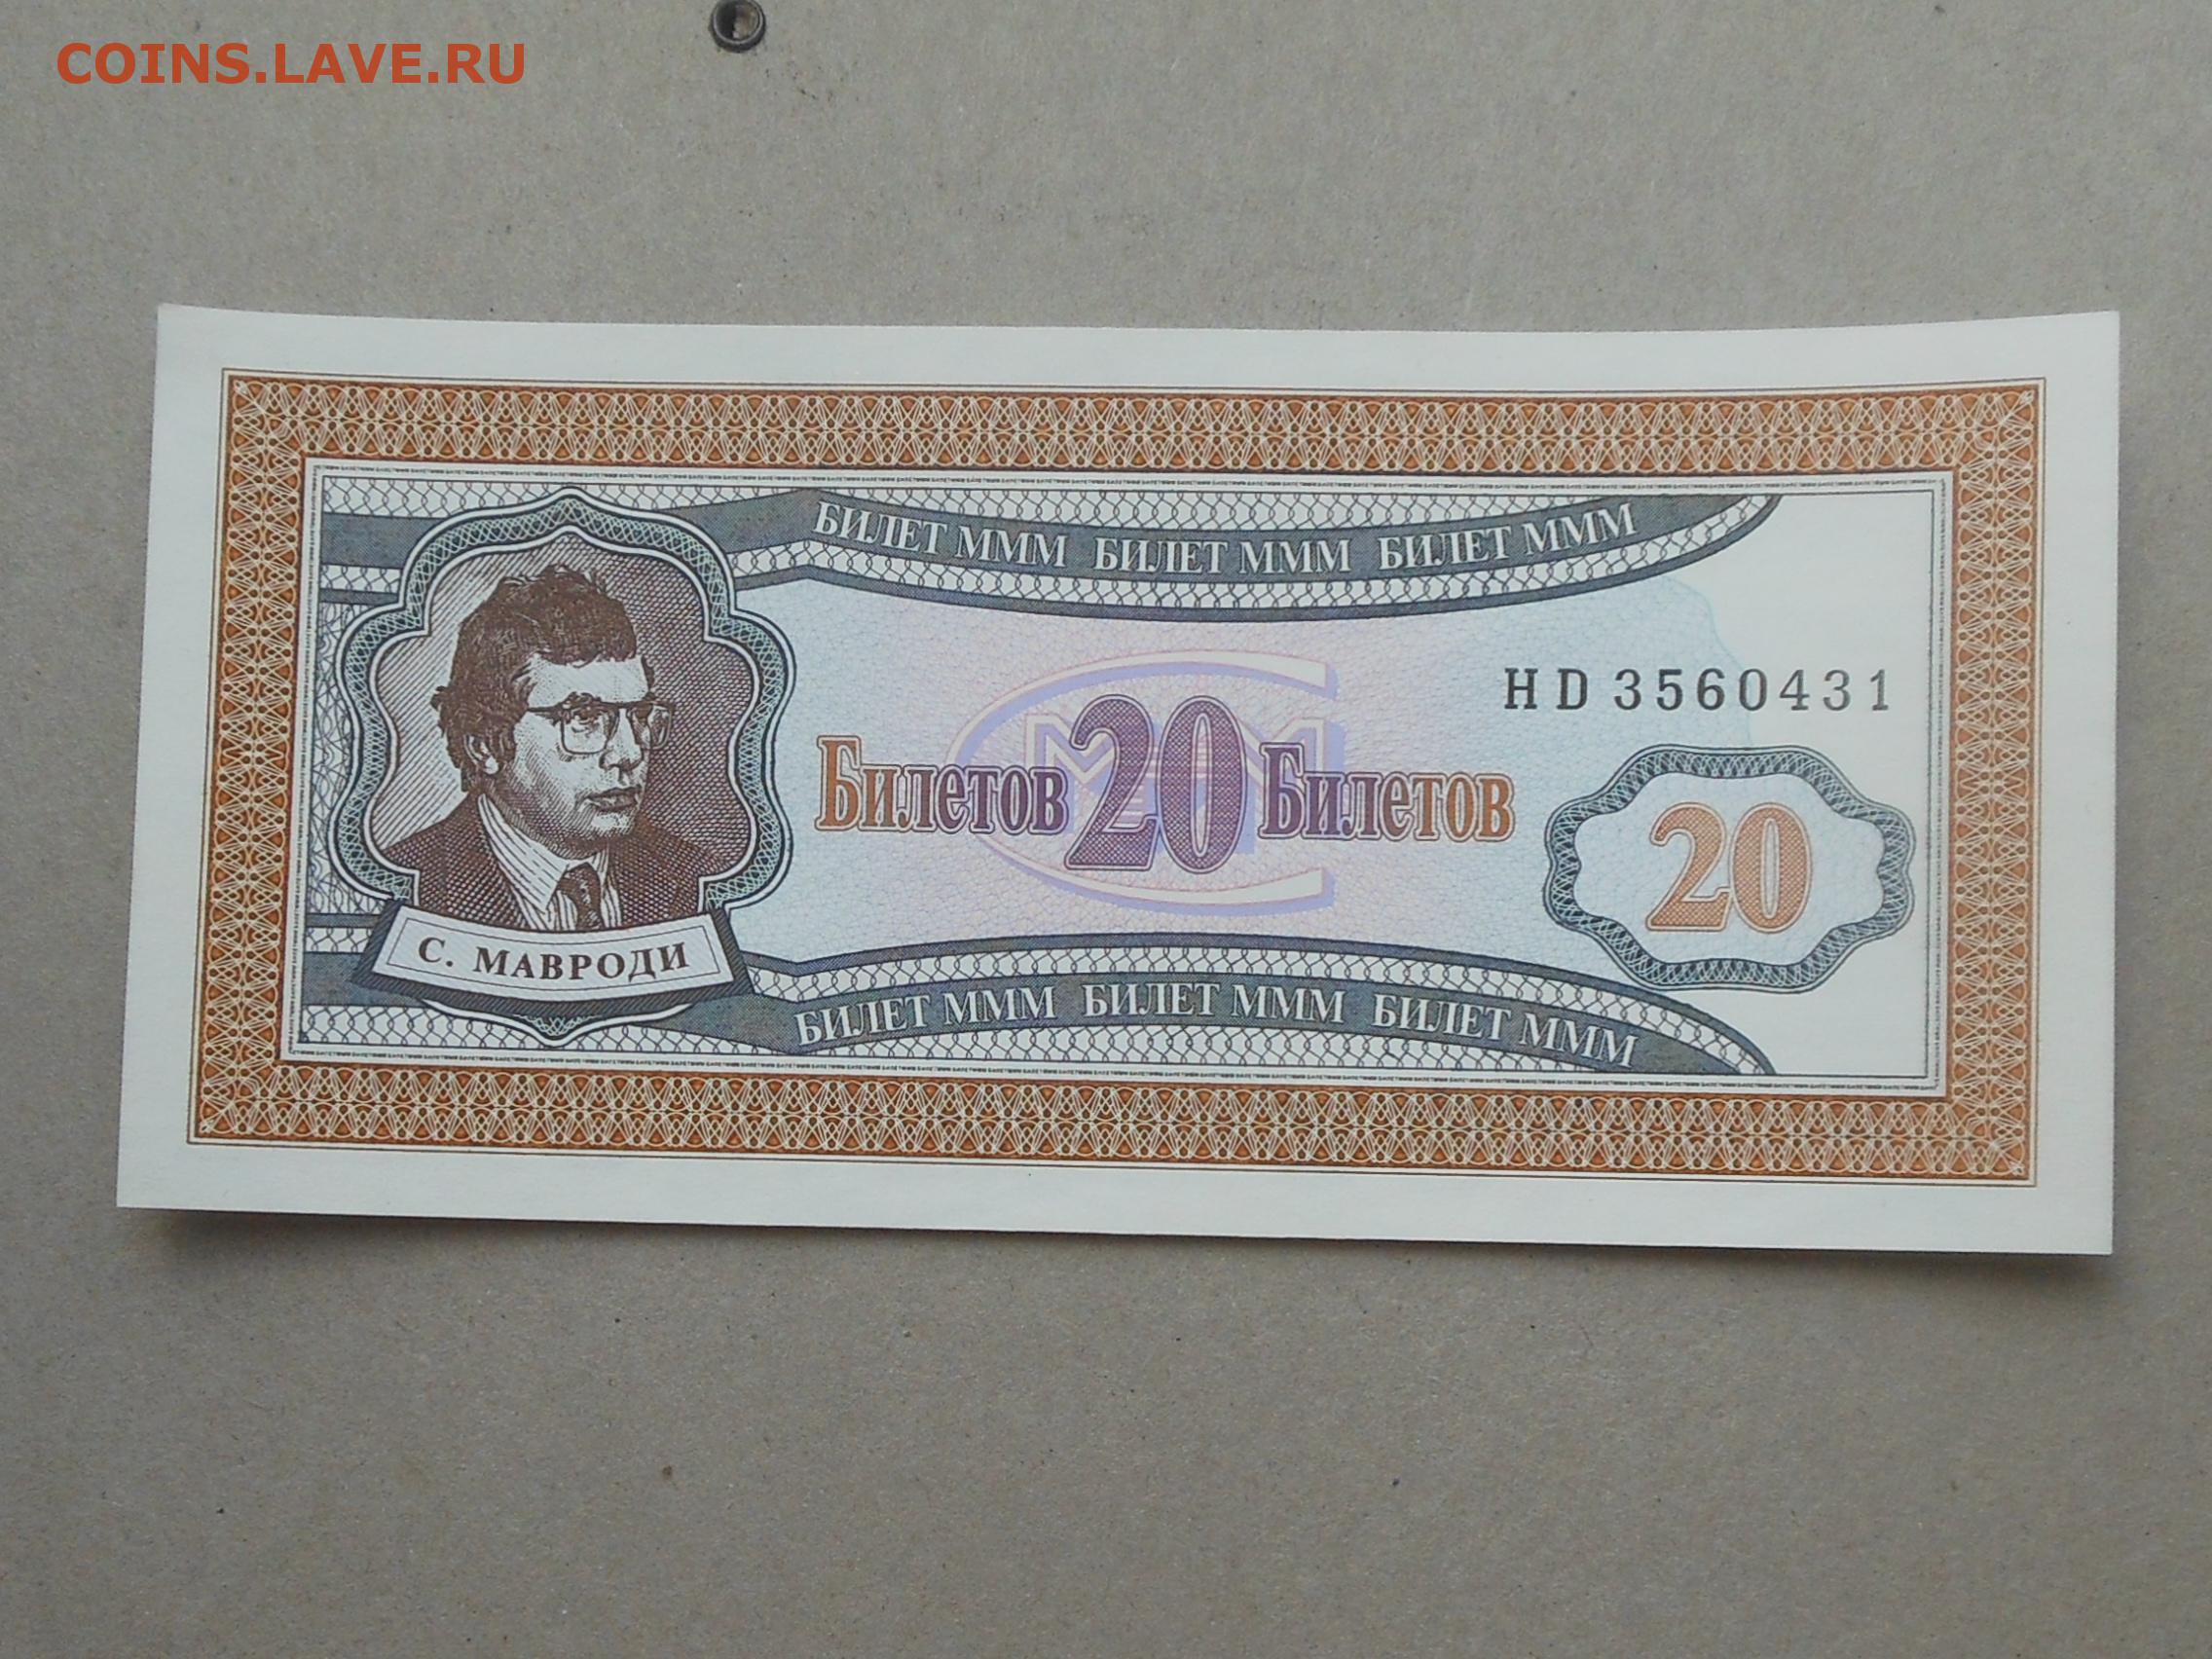 COINS.LAVE.RU
БИЛЕТ МММ БИЛЕТ МММ БИЛЕТ МММ
HD 3560431
Билетов 20 Билетов
20
С. МАВРОДИ
БИЛЕТ МММ БИЛЕТ МММ БИЛЕТ МММ